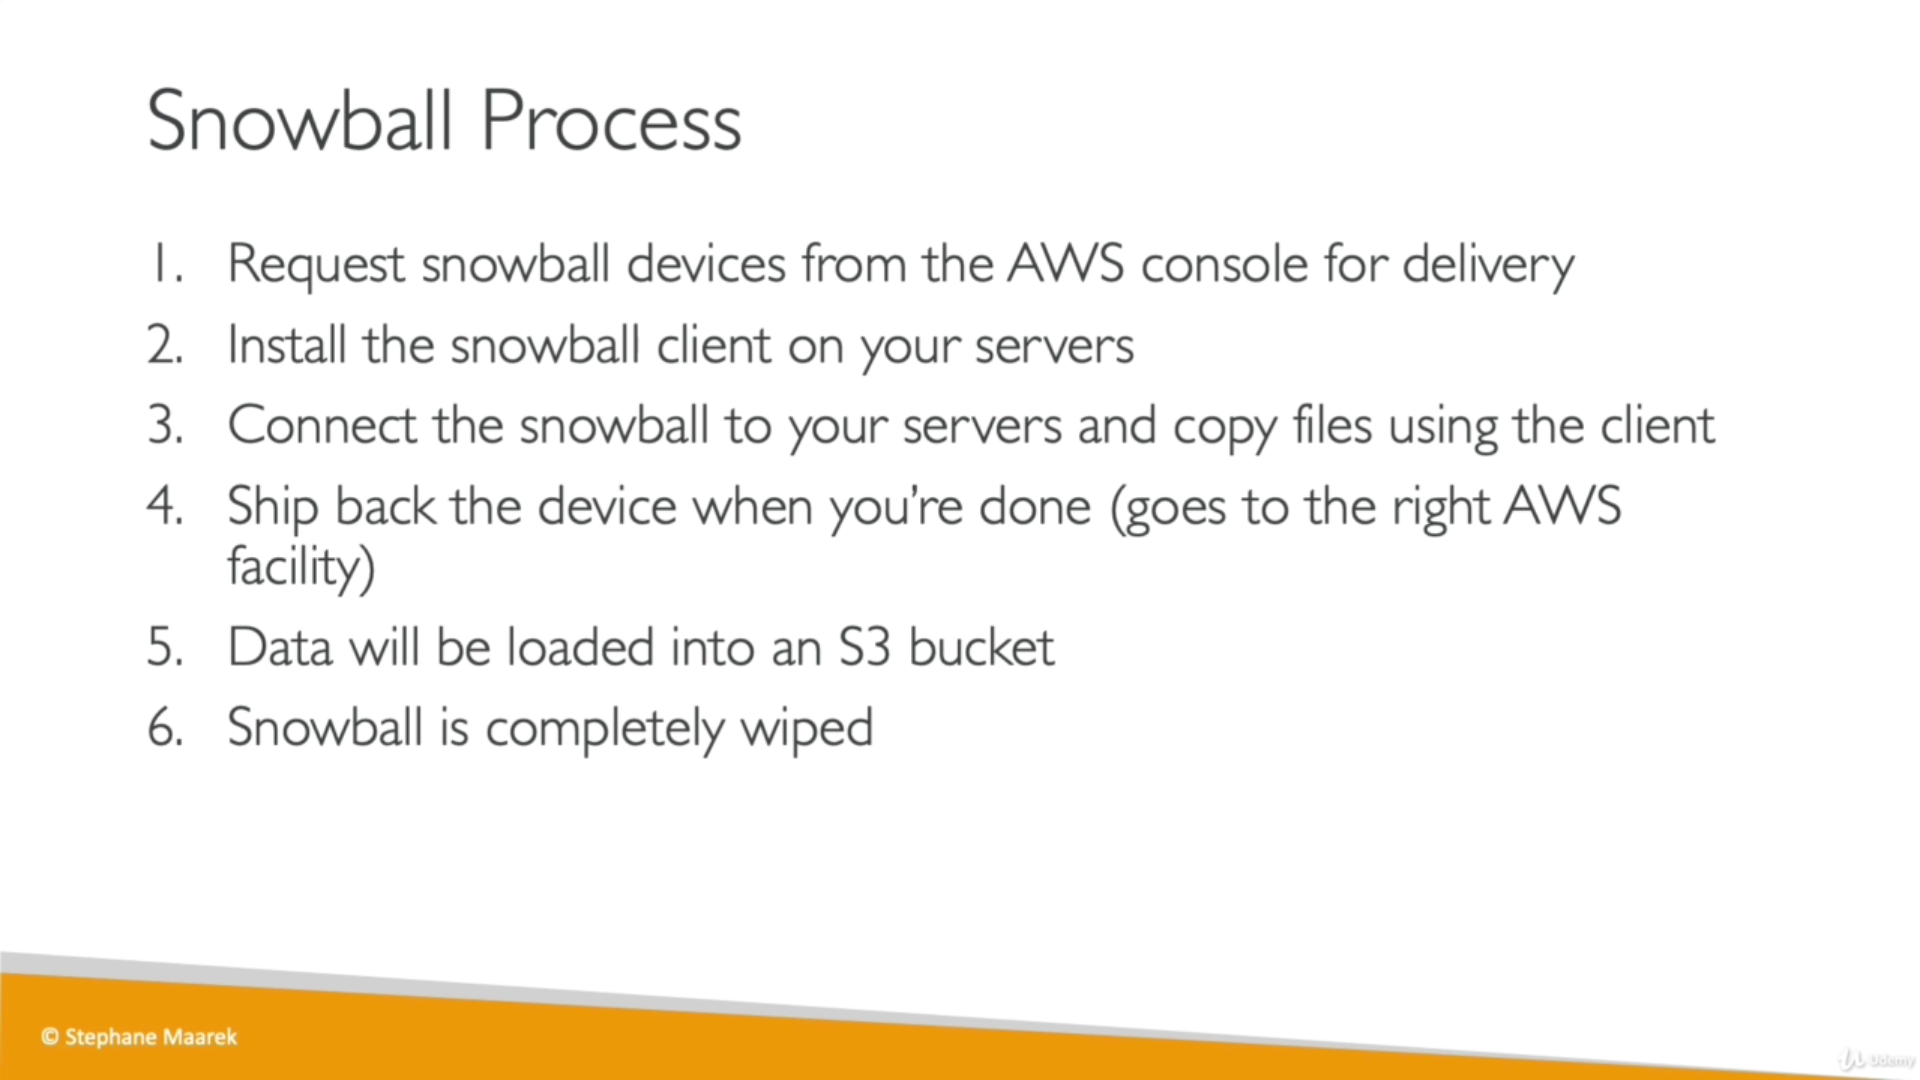 Snowball Process
1. Request snowball devices from the AWS console for delivery
2. Install the snowball client on your servers
3. Connect the snowball to your servers and copy files using the client
4. Ship back the device when you’re done (goes to the right AWS
facility)
5. Data will be loaded into an S3 bucket
6. Snowball is completely wiped
© Stephane Maarek
Udemy